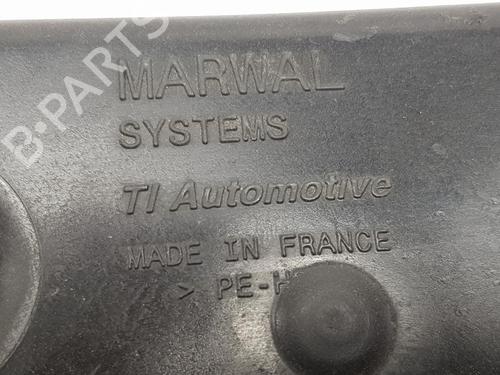 B-PARTS
MARWAL
SYSTEMS
TI Automotive
MADE IN FRANCE
> PE-H